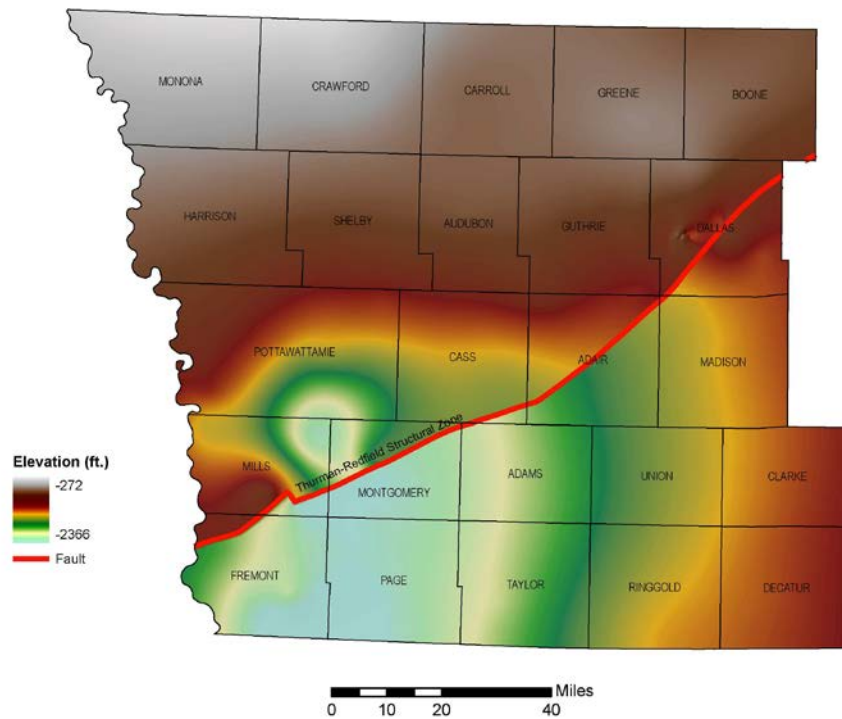 MONONA
CRAWFORD
CARROLL
GREENE
BOONE
HARRISON
SHELBY
AUDUBON
GUTHRIE
DALLAS
POTTAWATTAMIE
CASS
ADAIR
MADISON
Thurman-Redfield Structural Zone
MILLS
MONTGOMERY
ADAMS
UNION
CLARKE
FREMONT
PAGE
TAYLOR
RINGGOLD
DECATUR
Elevation (ft.)
-272
-2366
Fault
Miles
0 10 20 40